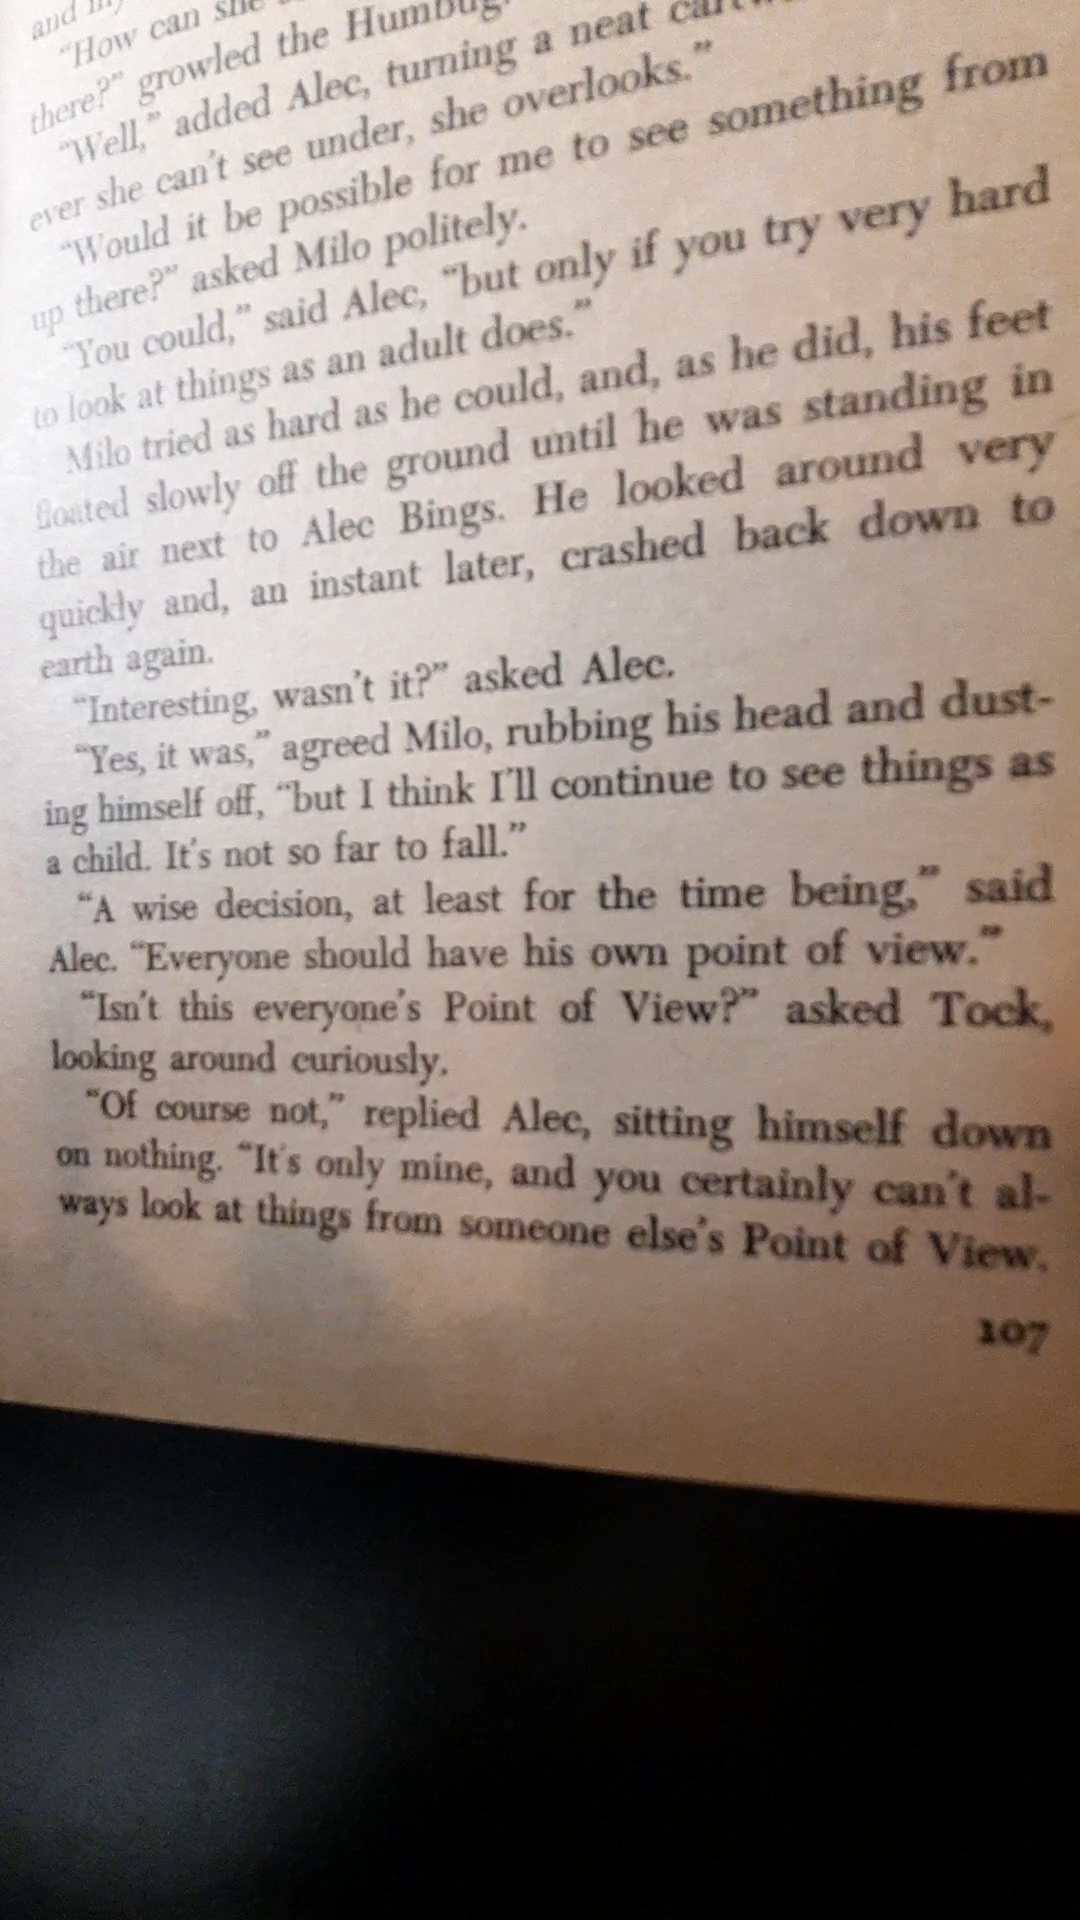 and my
“How can she
there?” growled the Humbug.
“Well,” added Alec, turning a neat
ever she can’t see under, she overlooks.”
“Would it be possible for me to see something from
up there?” asked Milo politely.
“You could,” said Alec, “but only if you try very hard
to look at things as an adult does.”
Milo tried as hard as he could, and, as he did, his feet
floated slowly off the ground until he was standing in
the air next to Alec Bings. He looked around very
quickly and, an instant later, crashed back down to
earth again.
“Interesting, wasn’t it?” asked Alec.
“Yes, it was,” agreed Milo, rubbing his head and dust-
ing himself off, “but I think I’ll continue to see things as
a child. It’s not so far to fall.”
“A wise decision, at least for the time being,” said
Alec. “Everyone should have his own point of view.”
“Isn’t this everyone’s Point of View?” asked Tock,
looking around curiously.
“Of course not,” replied Alec, sitting himself down
on nothing. “It’s only mine, and you certainly can’t al-
ways look at things from someone else’s Point of View.
107